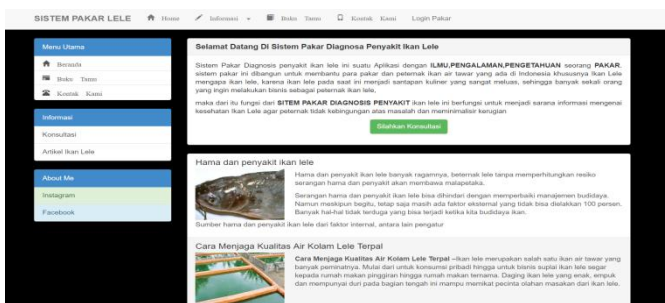 SISTEM PAKAR LELE Home Informasi Buku Tamu Kontak Kami Login Pakar
Menu Utama
Beranda
Buku Tamu
Kontak Kami
Informasi
Konsultasi
Artikel Ikan Lele
About Me
Instagram
Facebook
Selamat Datang Di Sistem Pakar Diagnosa Penyakit Ikan Lele
Sistem Pakar Diagnosis penyakit ikan lele ini suatu Aplikasi dengan ILMU,PENGALAMAN,PENGETAHUAN seorang PAKAR.
sistem pakar ini dibangun untuk membantu para pakar dan peternak ikan air tawar yang ada di Indonesia khususnya Ikan Lele
mengapa ikan lele, karena ikan lele pada saat ini menjadi santapan kuliner yang sangat meluas, sehingga banyak sekali orang
yang ingin melakukan bisnis sebagai peternak ikan lele,
maka dari itu fungsi dari SITEM PAKAR DIAGNOSIS PENYAKIT ikan lele ini berfungsi untuk menjadi sarana informasi mengenai
kesehatan Ikan Lele agar peternak tidak kebingungan atas masalah dan meminimalisir kerugian
Silahkan Konsultasi
Hama dan penyakit ikan lele
Hama dan penyakit ikan lele banyak ragamnya, beternak lele tanpa memperhitungkan resiko
serangan hama dan penyakit akan membawa malapetaka.
Serangan hama dan penyakit ikan lele bisa dihindari dengan memperbaiki manajemen budidaya.
Namun meskipun begitu, tetap saja masih ada faktor eksternal yang tidak bisa dielakkan 100 persen.
Banyak hal-hal tidak terduga yang bisa terjadi ketika kita budidaya ikan.
Sumber hama dan penyakit ikan lele dari faktor internal, antara lain pengatur
Cara Menjaga Kualitas Air Kolam Lele Terpal
Cara Menjaga Kualitas Air Kolam Lele Terpal –Ikan lele merupakan salah satu ikan air tawar yang
banyak peminatnya. Mulai dari untuk konsumsi pribadi hingga untuk bisnis suplai ikan lele segar
kepada rumah makan pinggiran hingga rumah makan ternama. Daging ikan lele yang enak, empuk
dan mempunyai duri pada bagian tengah ini mampu memikat pecinta olahan masakan dari ikan lele.